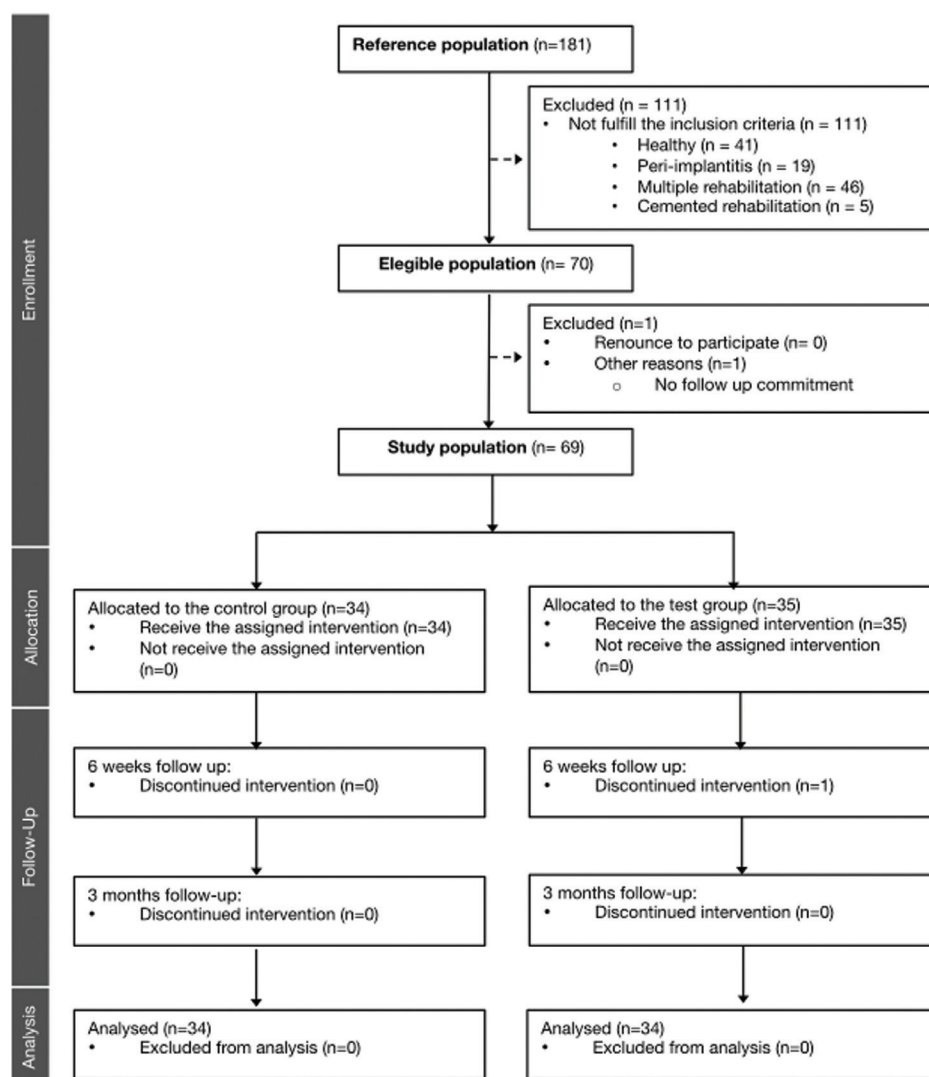 Enrollment
Reference population (n=181)
Excluded (n = 111)
• Not fulfill the inclusion criteria (n = 111)
• Healthy (n = 41)
• Peri-implantitis (n = 19)
• Multiple rehabilitation (n = 46)
• Cemented rehabilitation (n = 5)
Elegible population (n= 70)
Excluded (n=1)
• Renounce to participate (n= 0)
• Other reasons (n=1)
o No follow up commitment
Study population (n= 69)
Allocation
Allocated to the control group (n=34)
• Receive the assigned intervention (n=34)
• Not receive the assigned intervention
(n=0)
Allocated to the test group (n=35)
• Receive the assigned intervention (n=35)
• Not receive the assigned intervention
(n=0)
Follow-Up
6 weeks follow up:
• Discontinued intervention (n=0)
6 weeks follow up:
• Discontinued intervention (n=1)
3 months follow-up:
• Discontinued intervention (n=0)
3 months follow-up:
• Discontinued intervention (n=0)
Analysis
Analysed (n=34)
• Excluded from analysis (n=0)
Analysed (n=34)
• Excluded from analysis (n=0)